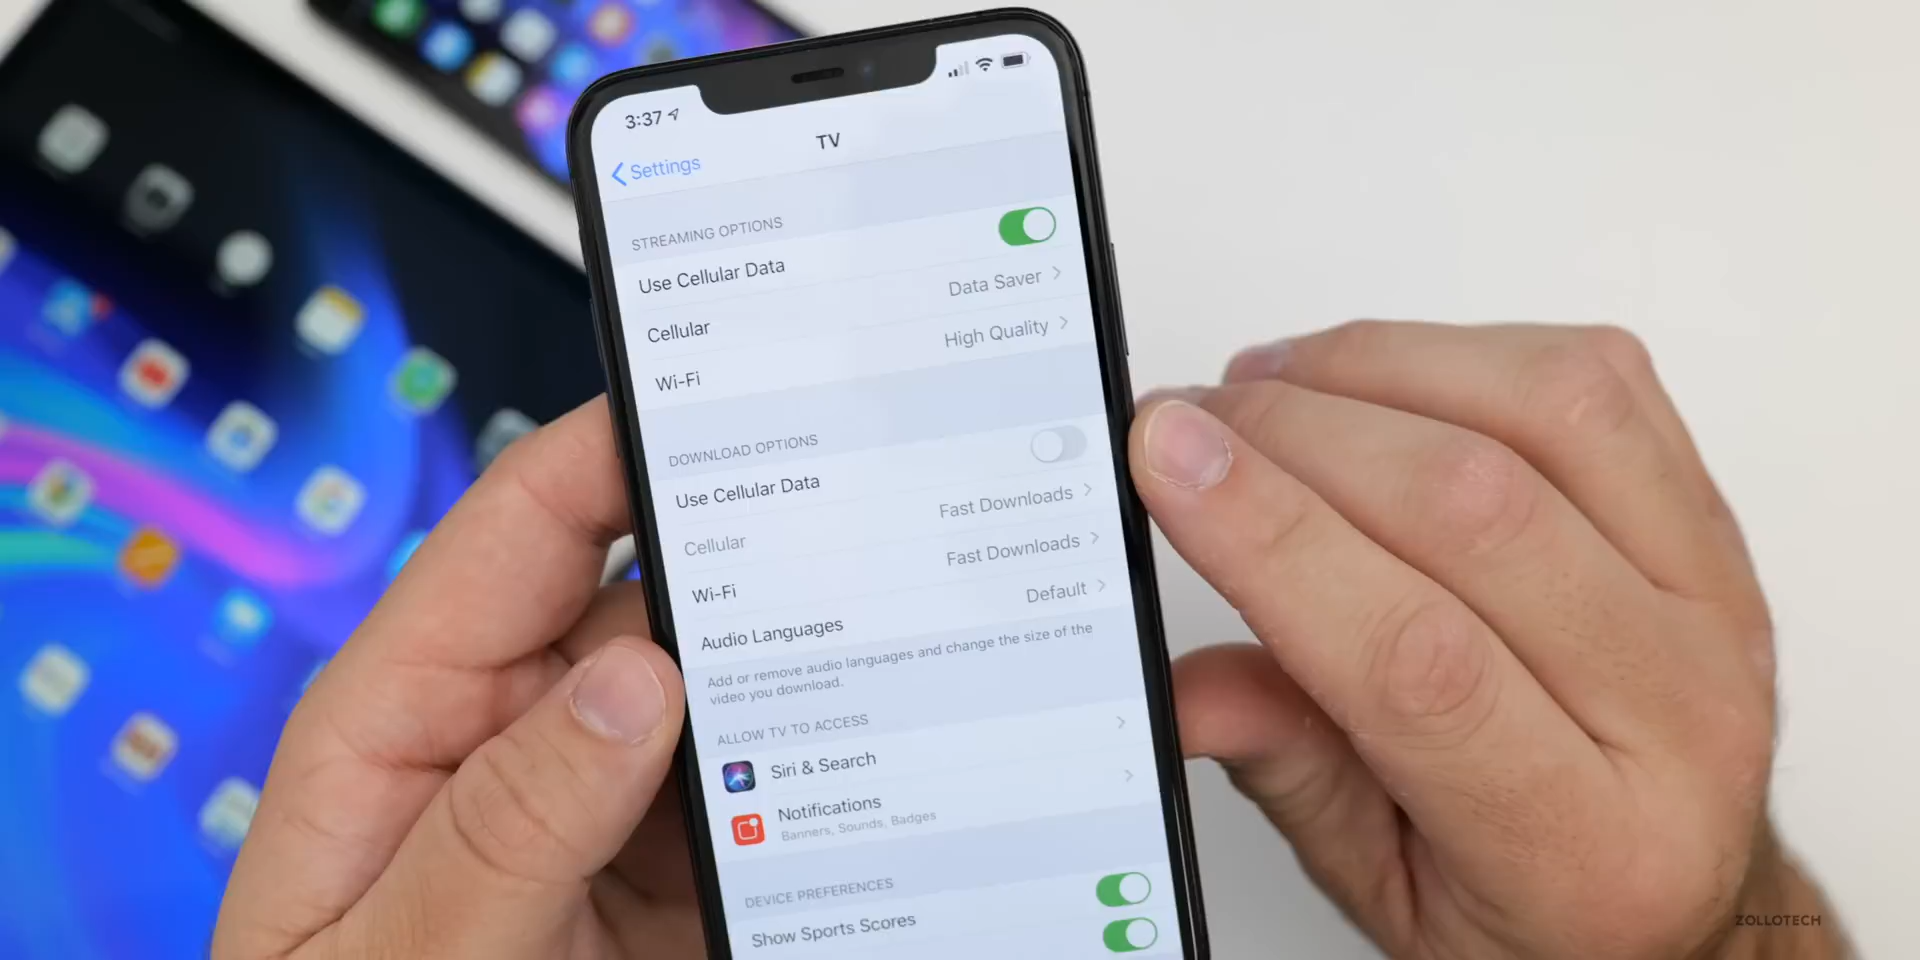 3:37
Settings
TV
STREAMING OPTIONS
Use Cellular Data
Cellular Data Saver
Wi-Fi High Quality
DOWNLOAD OPTIONS
Use Cellular Data
Cellular Fast Downloads
Wi-Fi Fast Downloads
Audio Languages Default
Add or remove audio languages and change the size of the
video you download.
ALLOW TV TO ACCESS
Siri & Search
Notifications
Banners, Sounds, Badges
DEVICE PREFERENCES
Show Sports Scores
ZOLLOTECH